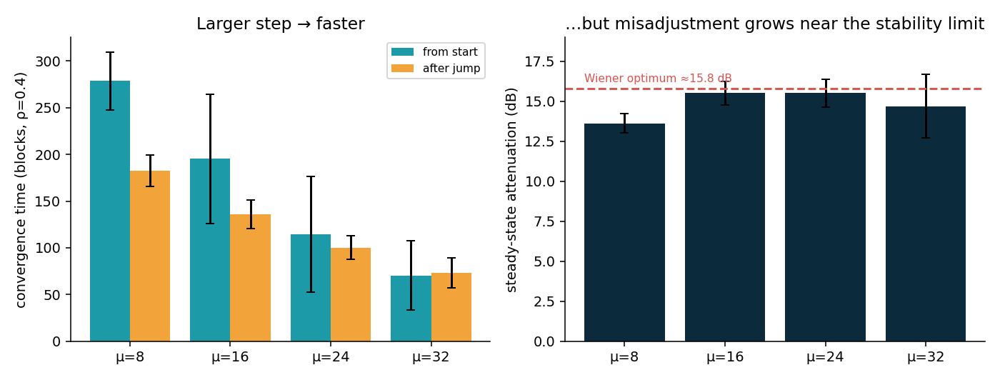 Larger step → faster
convergence time (blocks, ρ=0.4)
300
250
200
150
100
50
0
from start
after jump
μ=8
μ=16
μ=24
μ=32
...but misadjustment grows near the stability limit
steady-state attenuation (dB)
17.5
15.0
12.5
10.0
7.5
5.0
2.5
0.0
Wiener optimum ≈15.8 dB
μ=8
μ=16
μ=24
μ=32